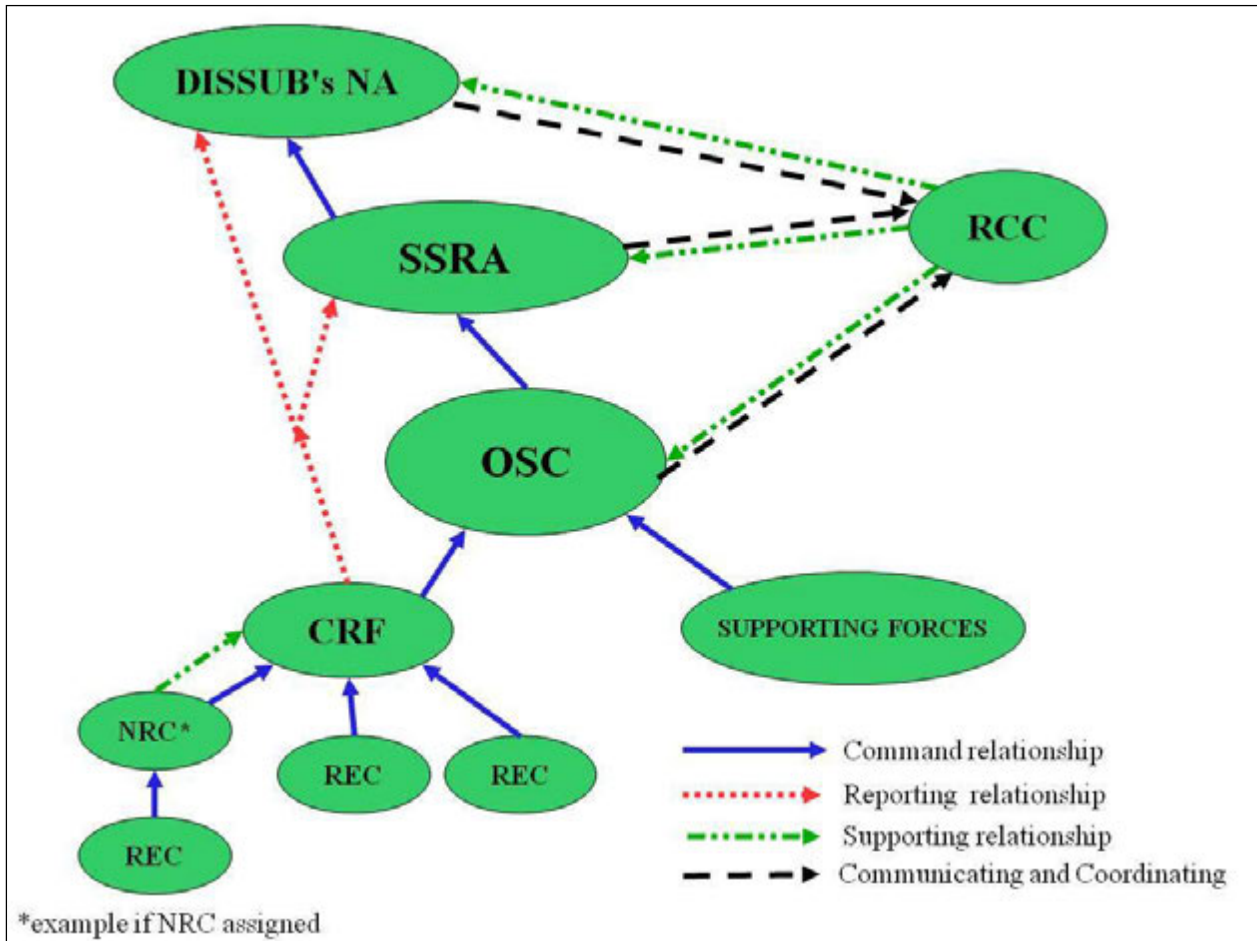 DISSUB's NA
RCC
SSRA
OSC
CRF
SUPPORTING FORCES
NRC*
REC
REC
REC
Command relationship
Reporting relationship
Supporting relationship
Communicating and Coordinating
*example if NRC assigned